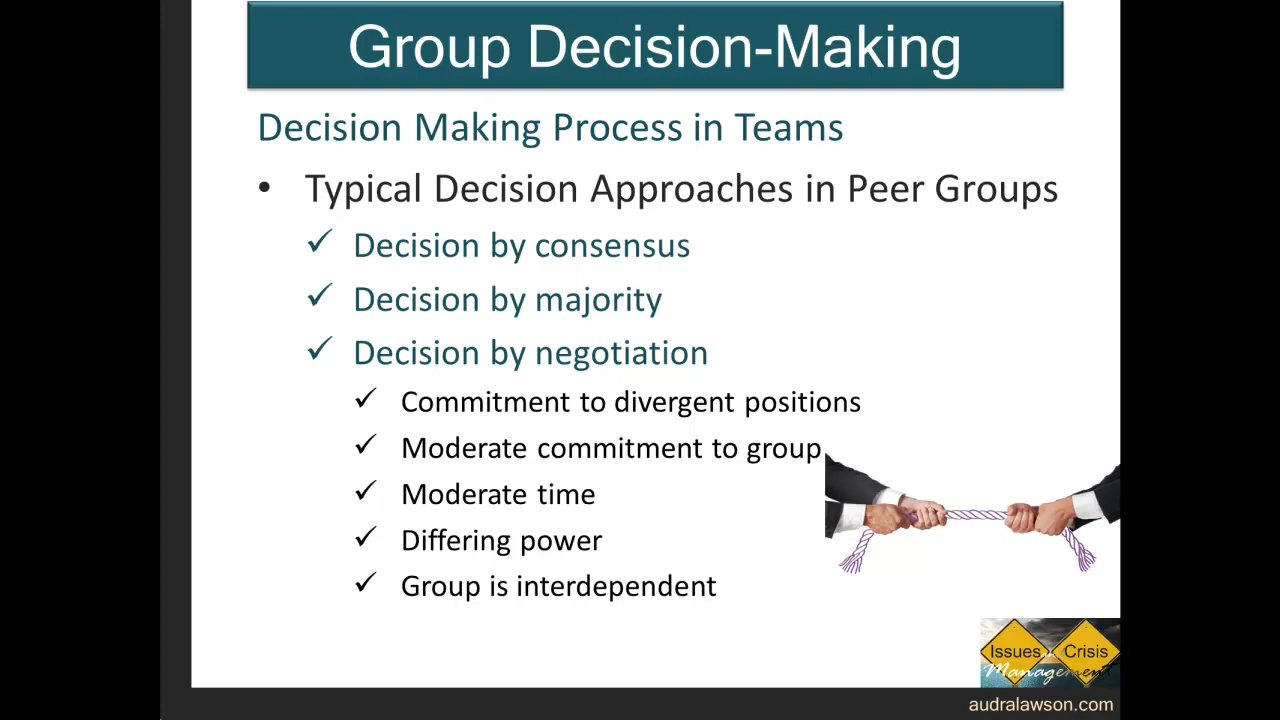 Group Decision-Making
Decision Making Process in Teams
• Typical Decision Approaches in Peer Groups
✓ Decision by consensus
✓ Decision by majority
✓ Decision by negotiation
✓ Commitment to divergent positions
✓ Moderate commitment to group
✓ Moderate time
✓ Differing power
✓ Group is interdependent
Issues in Crisis
Management
audralawson.com